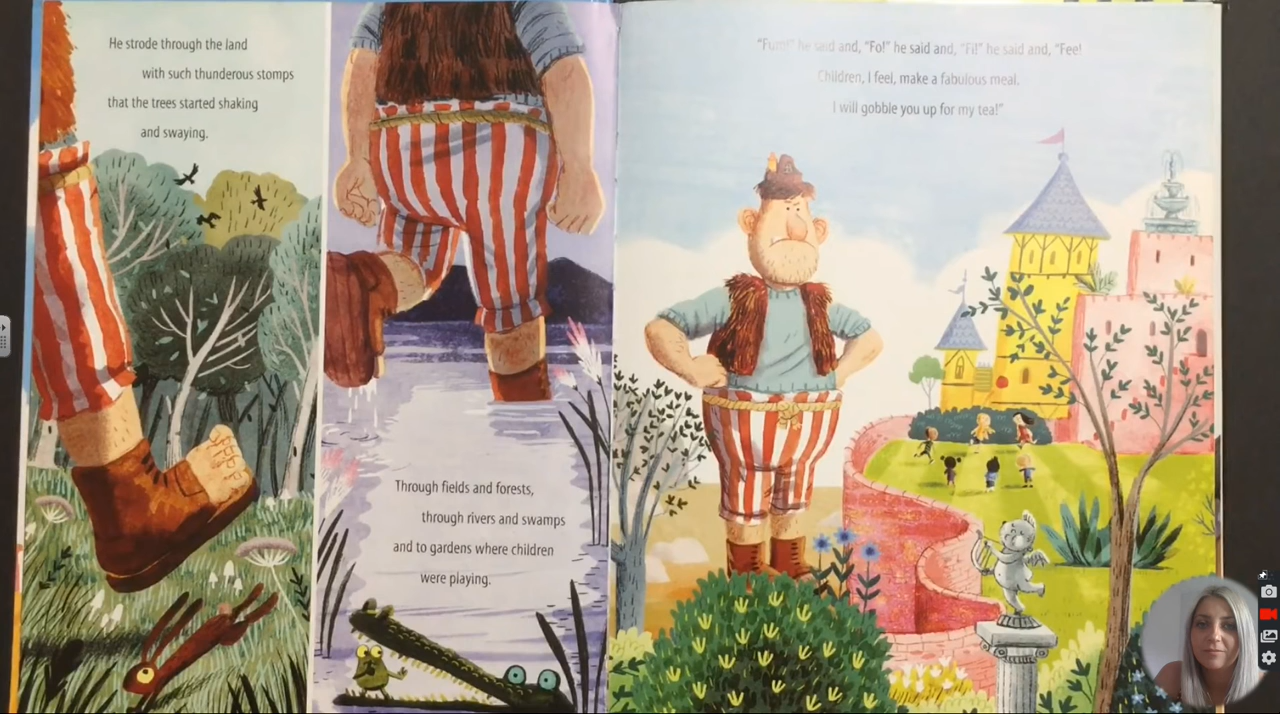 He strode through the land
with such thunderous stomps
that the trees started shaking
and swaying.
Through fields and forests,
through rivers and swamps
and to gardens where children
were playing.
“Fum!” he said and, “Fo!” he said and, “Fi!” he said and, “Fee!
Children, I feel, make a fabulous meal.
I will gobble you up for my tea!”